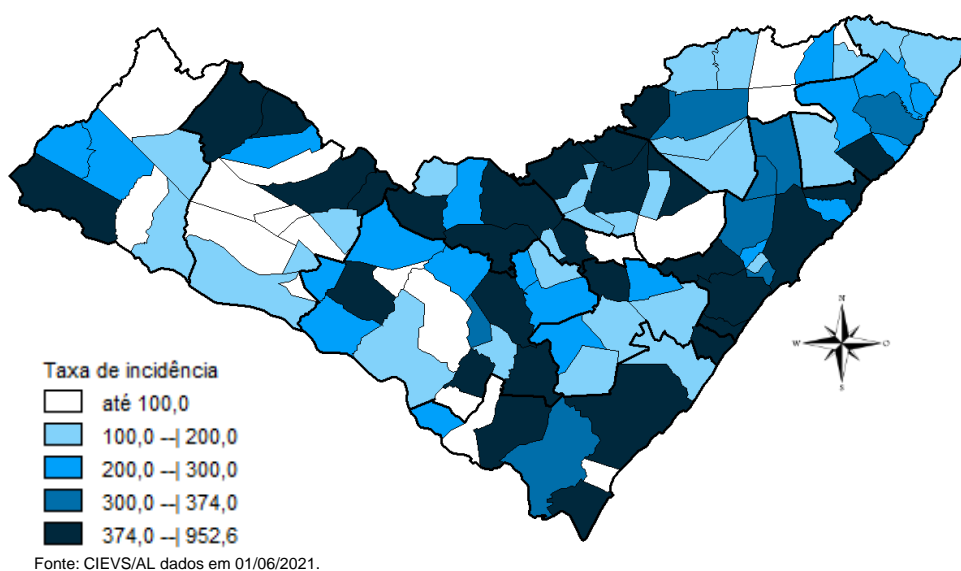 N
W
O
S
Taxa de incidência
até 100,0
100,0 --| 200,0
200,0 --| 300,0
300,0 --| 374,0
374,0 --| 952,6
Fonte: CIEVS/AL dados em 01/06/2021.